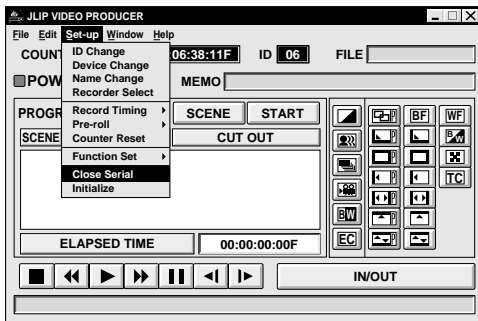 JLIP VIDEO PRODUCER
File Edit Set-up Window Help
COUNT 06:38:11F ID 06 FILE
ID Change
Device Change
Name Change
Recorder Select
Record Timing
Pre-roll
Counter Reset
Function Set
Close Serial
Initialize
POW MEMO
PROGR SCENE START
SCENE CUT OUT
ELAPSED TIME 00:00:00:00F
BW
EC
BF
WF
B/W
TC
P
P
P
P
P
P
IN/OUT